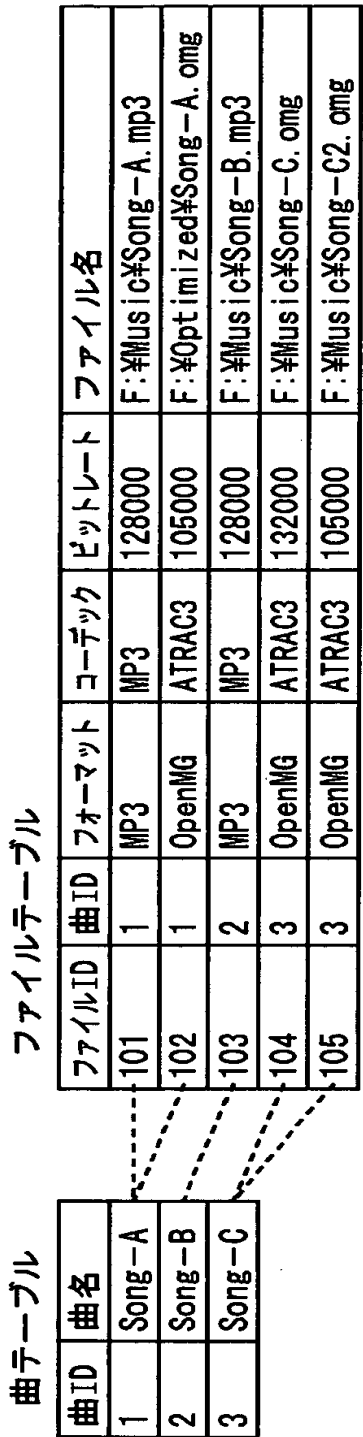 曲テーブル
曲ID 曲名
1 Song-A
2 Song-B
3 Song-C
ファイルテーブル
ファイルID 曲ID フォーマット コーデック ビットレート ファイル名
101 1 MP3 MP3 128000 F:¥Music¥Song-A.mp3
102 1 OpenMG ATRAC3 105000 F:¥Optimized¥Song-A.omg
103 2 MP3 MP3 128000 F:¥Music¥Song-B.mp3
104 3 OpenMG ATRAC3 132000 F:¥Music¥Song-C.omg
105 3 OpenMG ATRAC3 105000 F:¥Music¥Song-C2.omg